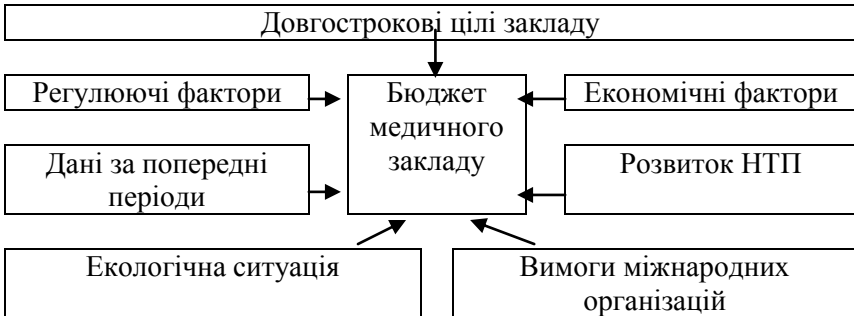 Довгострокові цілі закладу
Регулюючі фактори
Бюджет
медичного
закладу
Економічні фактори
Дані за попередні
періоди
Розвиток НТП
Екологічна ситуація
Вимоги міжнародних
організацій